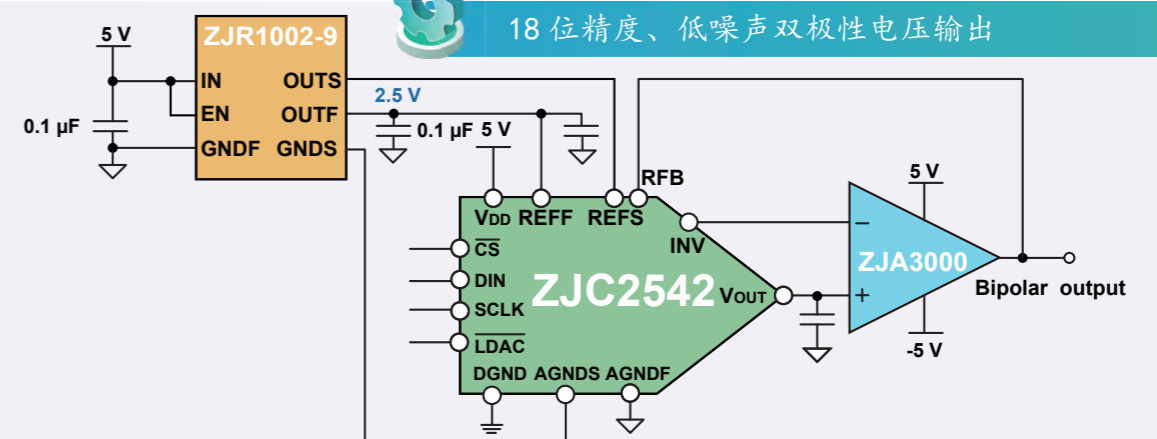 18 位精度、低噪声双极性电压输出
5 V
ZJR1002-9
IN
OUTS
EN
OUTF
GNDF
GNDS
0.1 µF
2.5 V
0.1 µF
5 V
RFB
VDD
REFF
REFS
INV
CS
DIN
SCLK
LDAC
ZJC2542
VOUT
DGND
AGNDS
AGNDF
5 V
−
ZJA3000
+
-5 V
Bipolar output